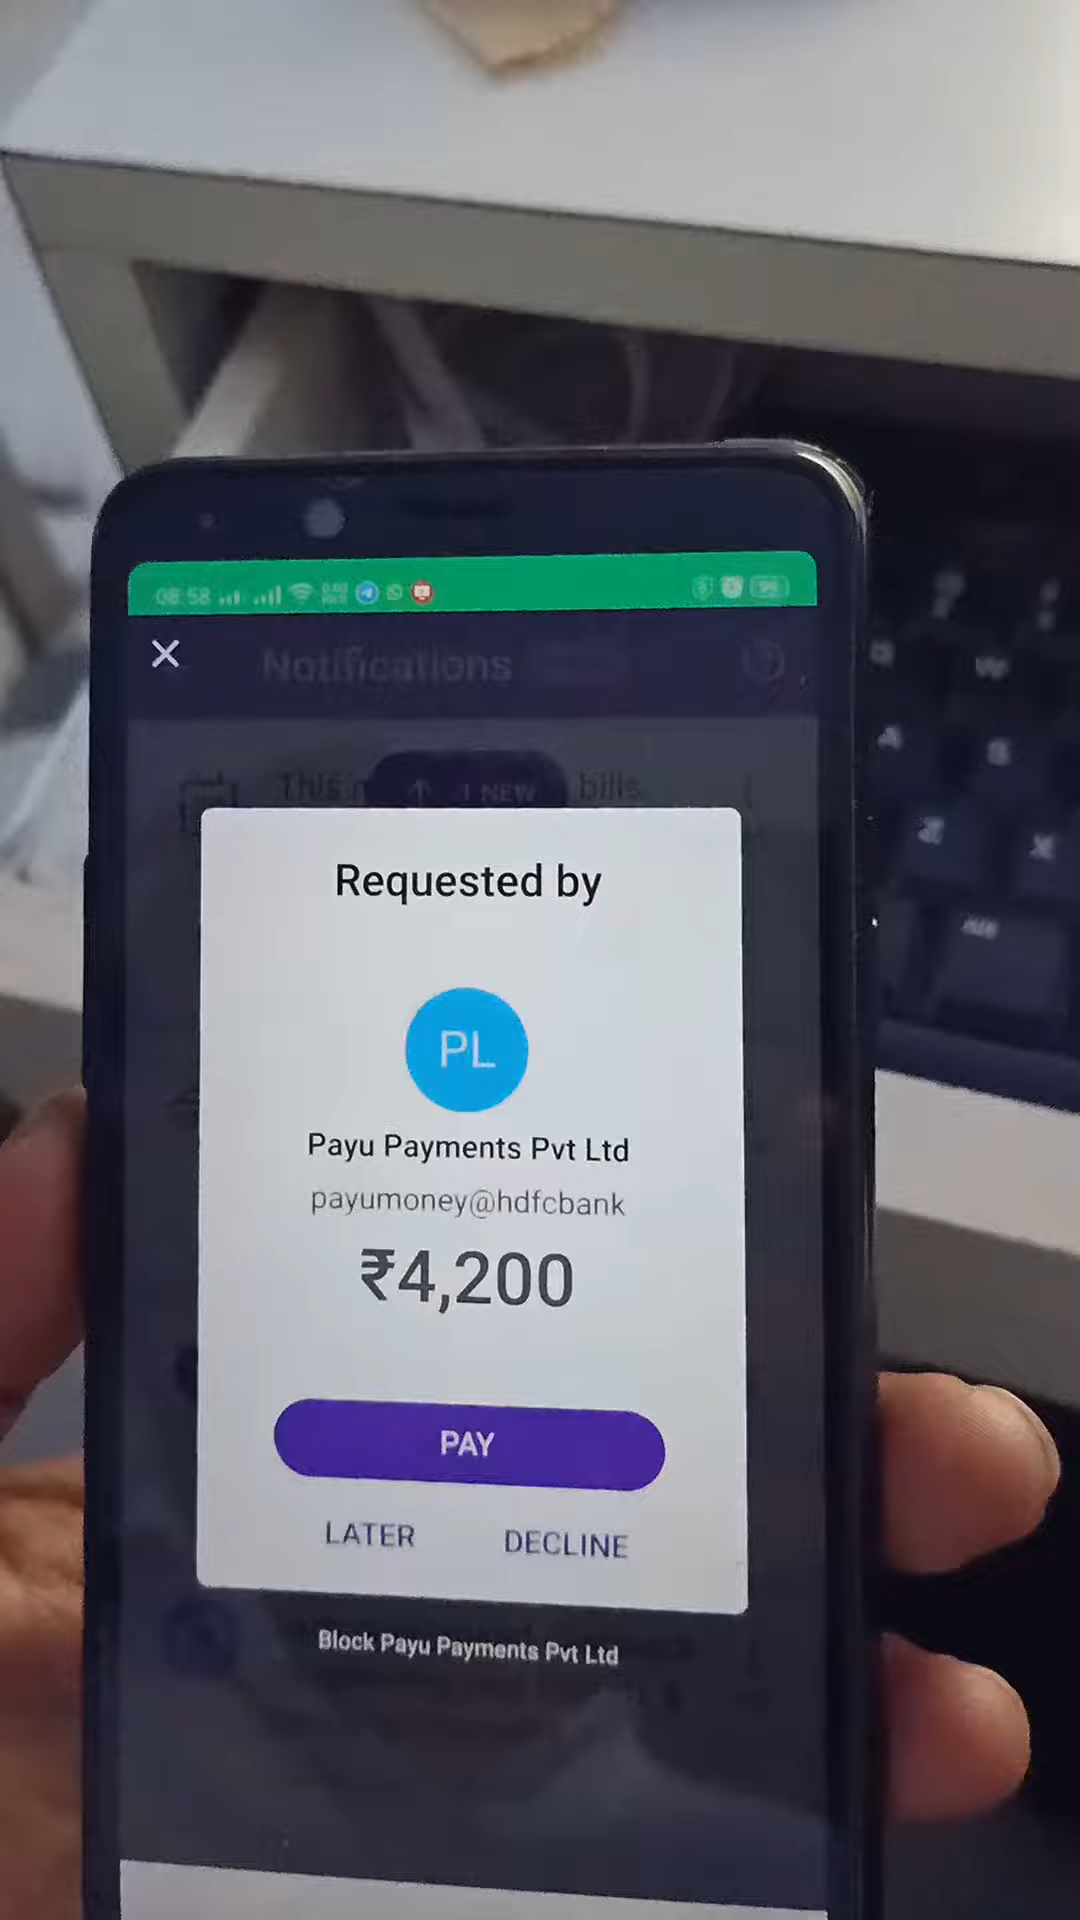 08:58
Notifications
This
1 NEW
bills.
Requested by
PL
Payu Payments Pvt Ltd
payumoney@hdfcbank
₹4,200
PAY
LATER
DECLINE
Block Payu Payments Pvt Ltd
Q
W
A
S
Z
X
Alt